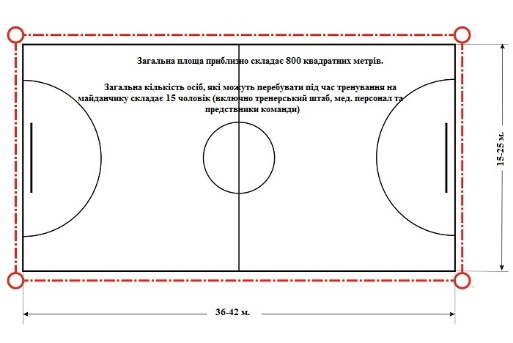 Загальна площа приблизно складає 800 квадратних метрів.
Загальна кількість осіб, які можуть перебувати під час тренування на
майданчику складає 15 чоловік (включно тренерський штаб, мед. персонал та
представники команди)
15-25 м.
36-42 м.